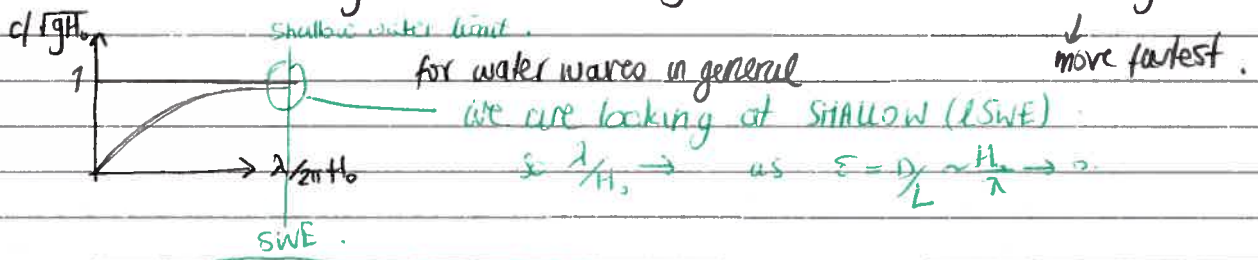 c/√gH₀
shallow water limit.
move fastest.
1
for water waves in general
we are looking at SHALLOW (LSWE)
λ/2πH₀
so λ/H₀ → as ε = D/L ~ H₀/λ → 0.
SWE.